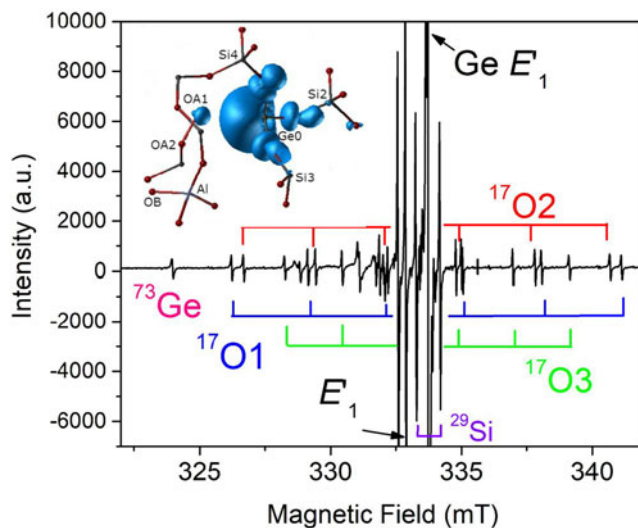 10000
8000
6000
4000
2000
0
-2000
-4000
-6000
Intensity (a.u.)
325
330
335
340
Magnetic Field (mT)
Si4
OA1
Si2
Ge0
OA2
Si3
OB
Al
Ge E'₁
¹⁷O2
⁷³Ge
¹⁷O1
¹⁷O3
E'₁
²⁹Si